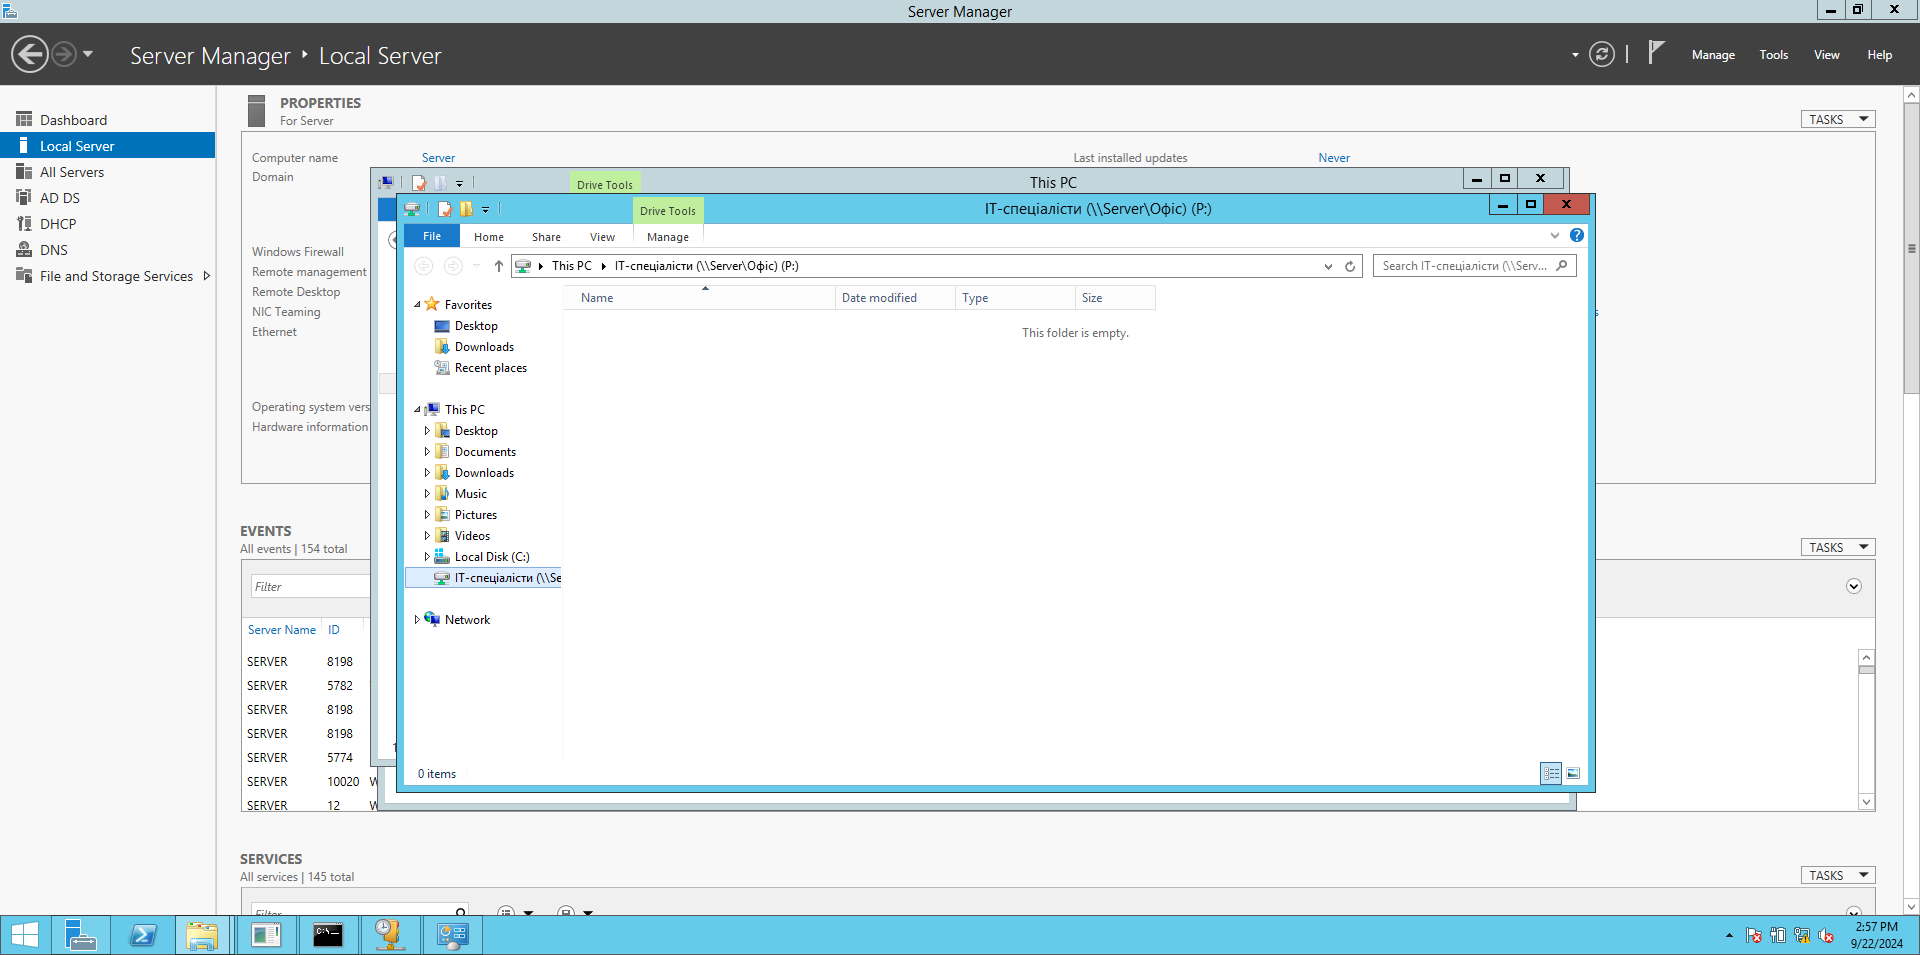 Server Manager
Server Manager ‣ Local Server
Manage Tools View Help
Dashboard
Local Server
All Servers
AD DS
DHCP
DNS
File and Storage Services
PROPERTIES
For Server
TASKS
Computer name Server Last installed updates Never
Domain
Windows Firewall
Remote management
Remote Desktop
NIC Teaming
Ethernet
Operating system vers
Hardware information
Drive Tools This PC
Drive Tools IT-спеціалісти (\\Server\Офіс) (P:)
File Home Share View Manage
This PC IT-спеціалісти (\\Server\Офіс) (P:)
Search IT-спеціалісти (\\Serv...
Name Date modified Type Size
This folder is empty.
Favorites
Desktop
Downloads
Recent places
This PC
Desktop
Documents
Downloads
Music
Pictures
Videos
Local Disk (C:)
IT-спеціалісти (\\Se
Network
0 items
EVENTS
All events | 154 total
TASKS
Filter
Server Name ID
SERVER 8198
SERVER 5782
SERVER 8198
SERVER 8198
SERVER 5774
SERVER 10020 W
SERVER 12 W
SERVICES
All services | 145 total
TASKS
Filter
2:57 PM
9/22/2024